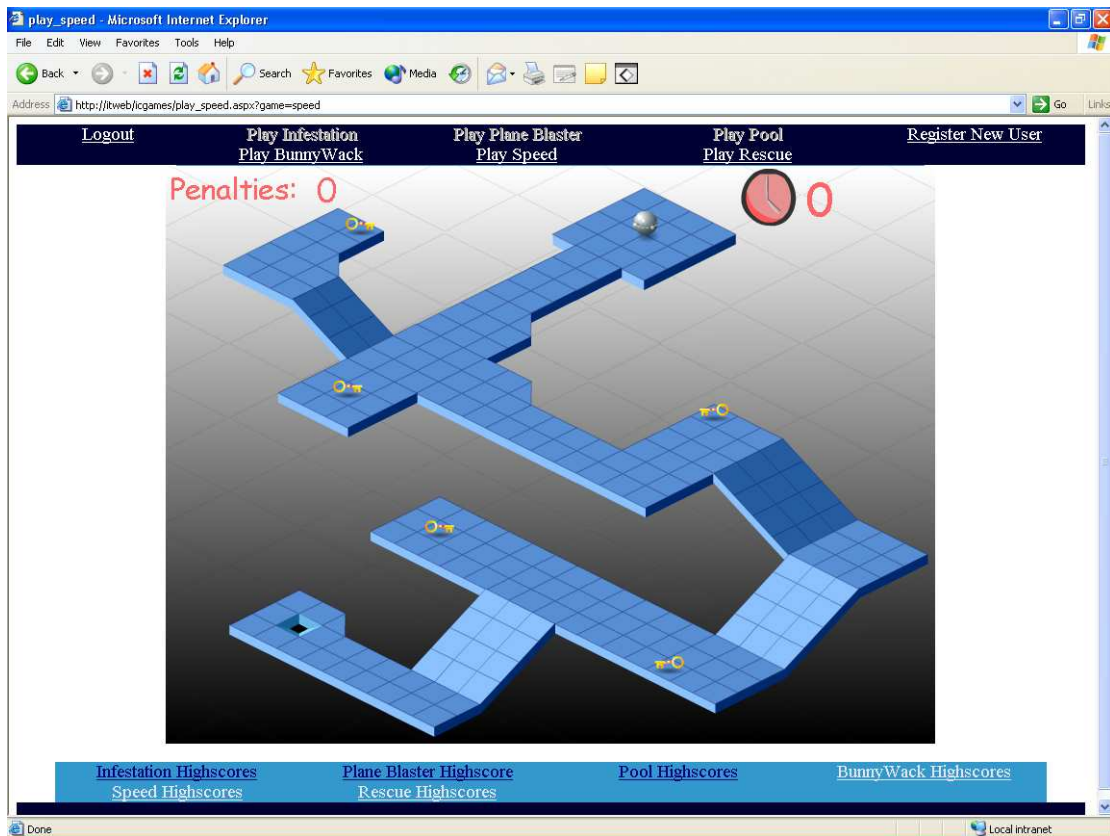 play_speed - Microsoft Internet Explorer
File Edit View Favorites Tools Help
Back Search Favorites Media
Address http://itweb/icgames/play_speed.aspx?game=speed Go Links
Logout Play Infestation Play Plane Blaster Play Pool Register New User
Play BunnyWack Play Speed Play Rescue
Penalties: 0 0
Infestation Highscores Plane Blaster Highscore Pool Highscores BunnyWack Highscores
Speed Highscores Rescue Highscores
Done Local intranet